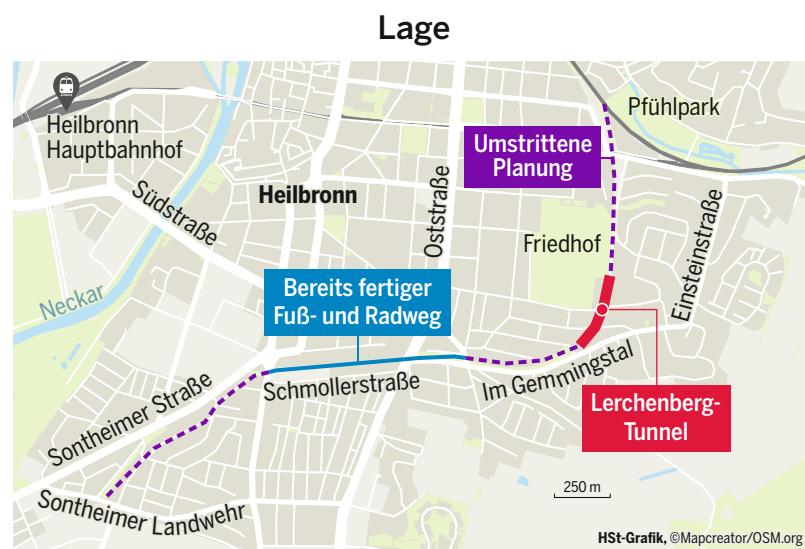 Lage
Pfühlpark
Heilbronn
Hauptbahnhof
Umstrittene
Planung
Südstraße
Heilbronn
Oststraße
Friedhof
Einsteinstraße
Neckar
Bereits fertiger
Fuß- und Radweg
Sontheimer Straße
Schmollerstraße
Im Gemmingstal
Lerchenberg-
Tunnel
Sontheimer Landwehr
250 m
HSt-Grafik, ©Mapcreator/OSM.org